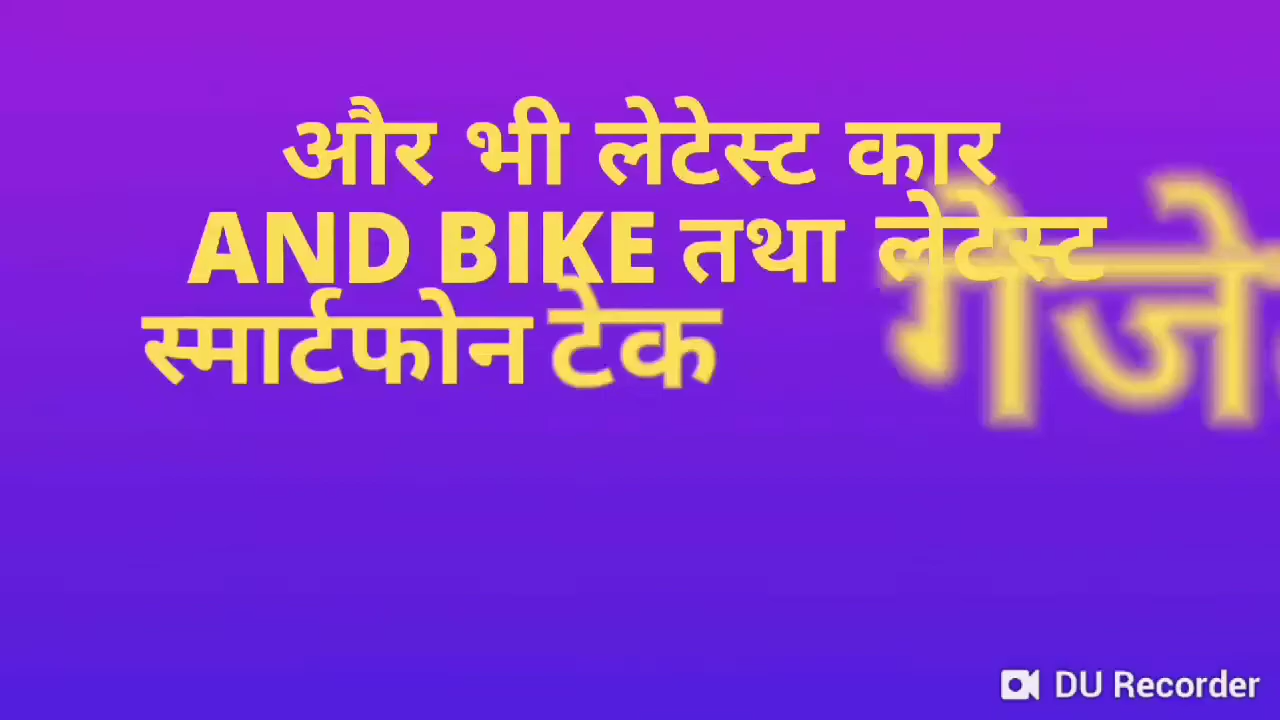 और भी लेटेस्ट कार
AND BIKE तथा लेटेस्ट
स्मार्टफोन टेक
DU Recorder